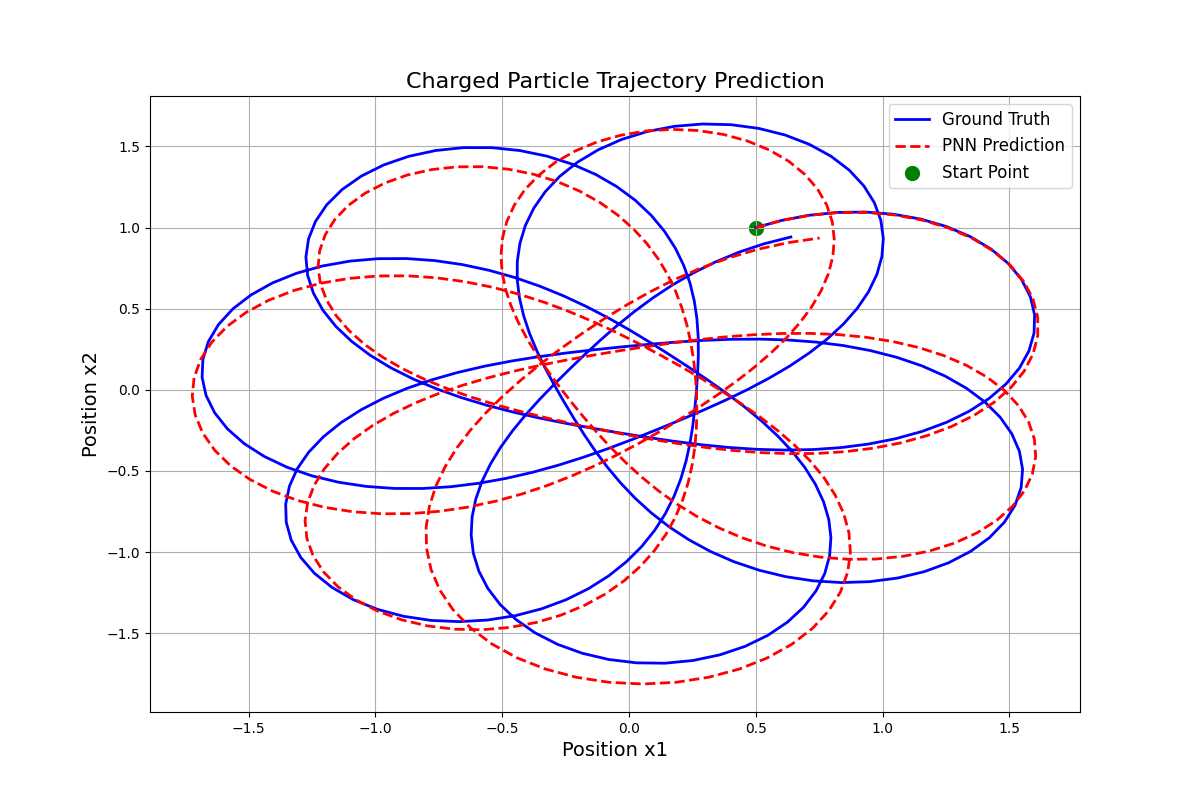 Charged Particle Trajectory Prediction
Ground Truth
PNN Prediction
Start Point
1.5
1.0
0.5
0.0
−0.5
−1.0
−1.5
Position x2
−1.5 −1.0 −0.5 0.0 0.5 1.0 1.5
Position x1